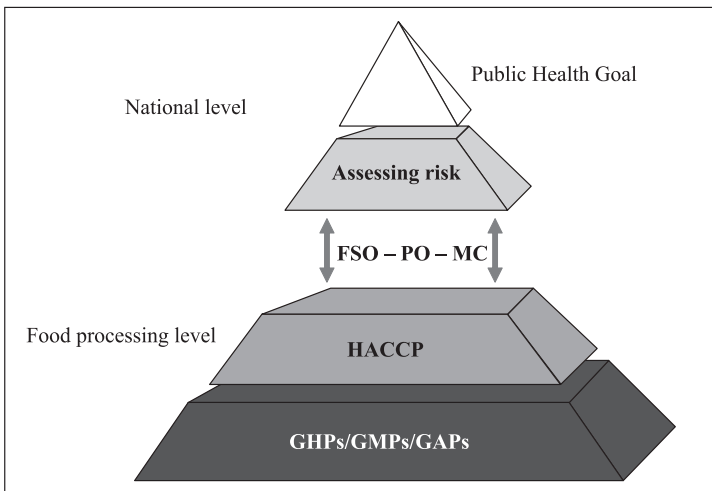 Public Health Goal
National level
Assessing risk
FSO – PO – MC
Food processing level
HACCP
GHPs/GMPs/GAPs